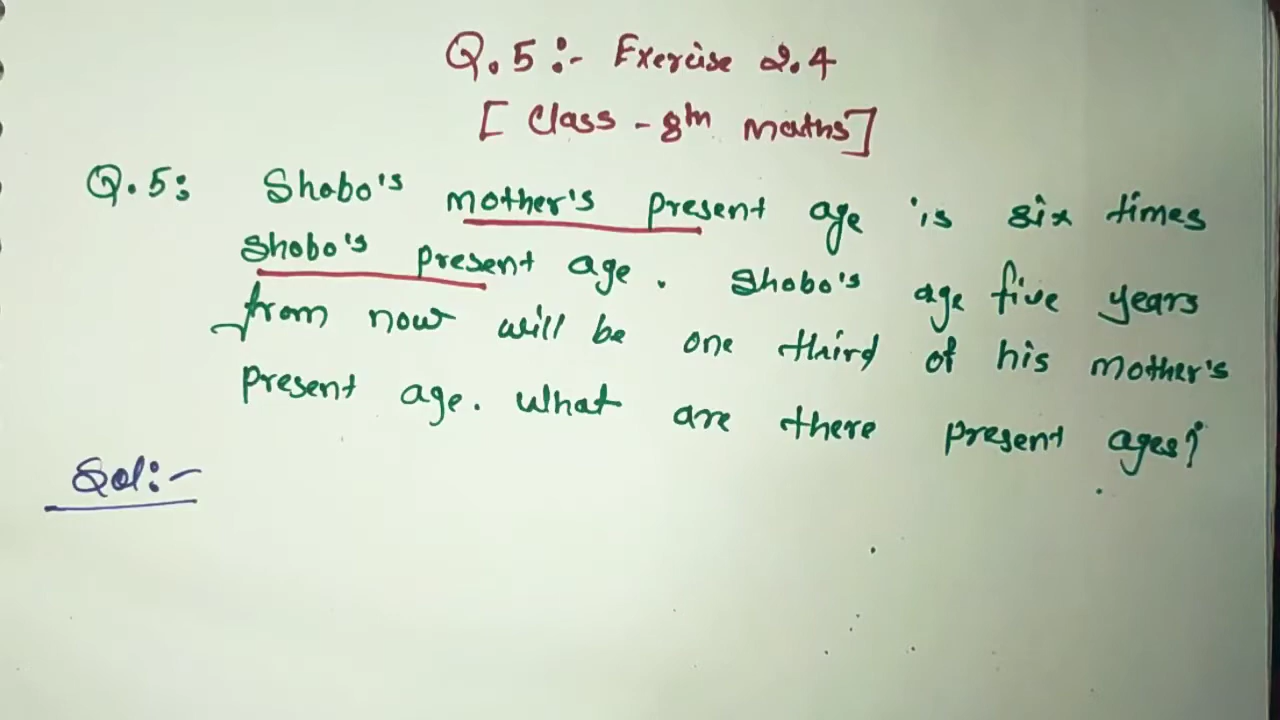 Q.5:- Exercise 2.4
[Class - 8th Maths]
Q.5: Shobo's mother's present age is six times
Shobo's present age. Shobo's age five years
from now will be one third of his mother's
present age. What are there present ages?
Sol:-